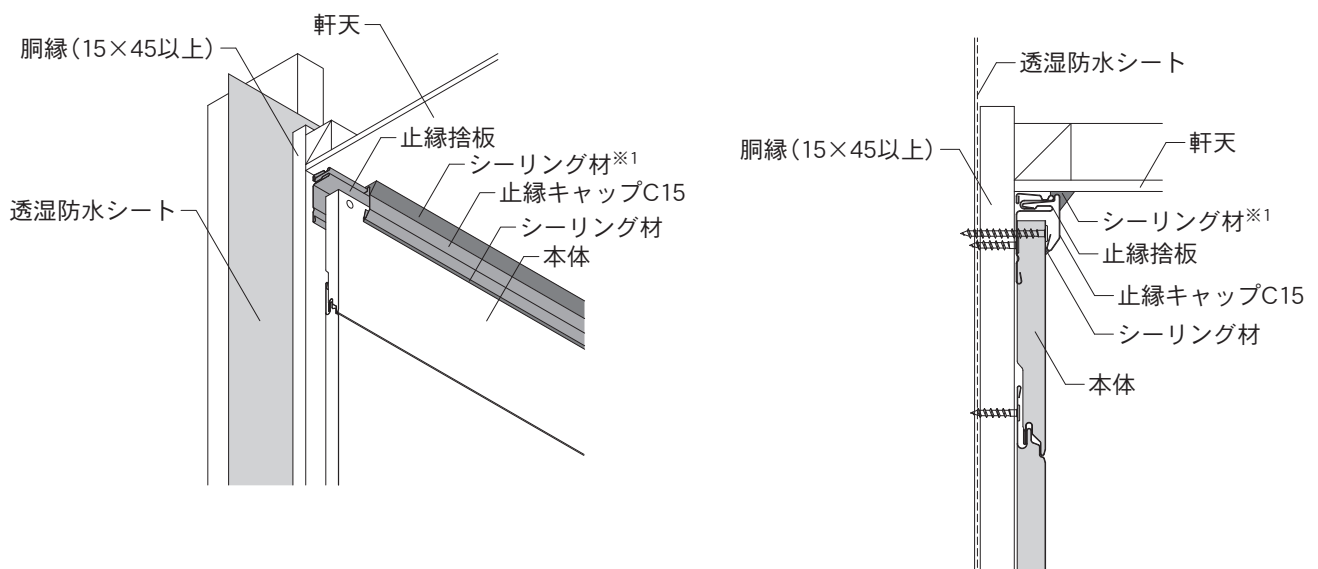 軒天
胴縁(15×45以上)
止縁捨板
シーリング材※1
止縁キャップC15
透湿防水シート
シーリング材
本体
透湿防水シート
胴縁(15×45以上)
軒天
シーリング材※1
止縁捨板
止縁キャップC15
シーリング材
本体